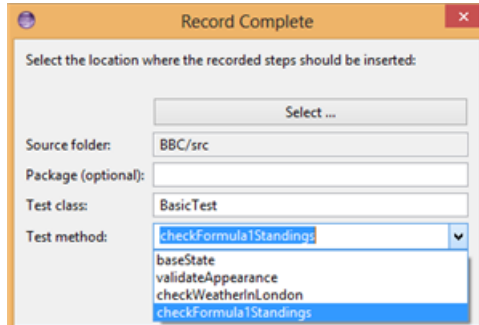 Record Complete
Select the location where the recorded steps should be inserted:
Select ...
Source folder: BBC/src
Package (optional):
Test class: BasicTest
Test method: checkFormula1Standings
baseState
validateAppearance
checkWeatherInLondon
checkFormula1Standings